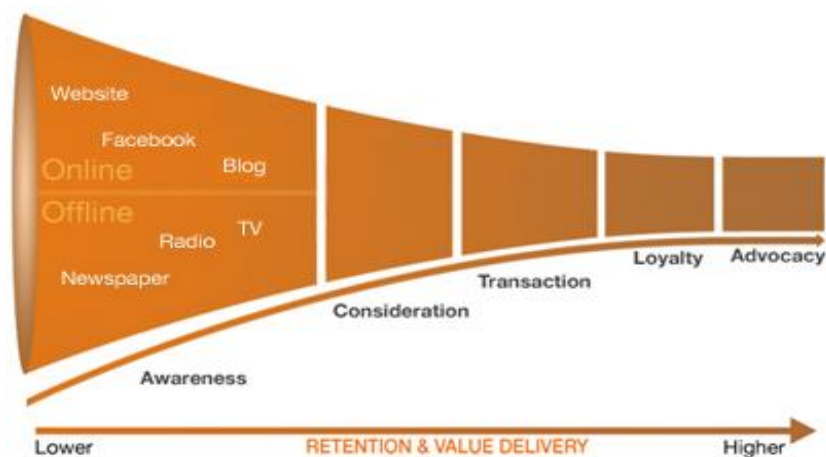 Website
Facebook
Online
Blog
Offline
TV
Radio
Newspaper
Awareness
Consideration
Transaction
Loyalty
Advocacy
Lower
RETENTION & VALUE DELIVERY
Higher